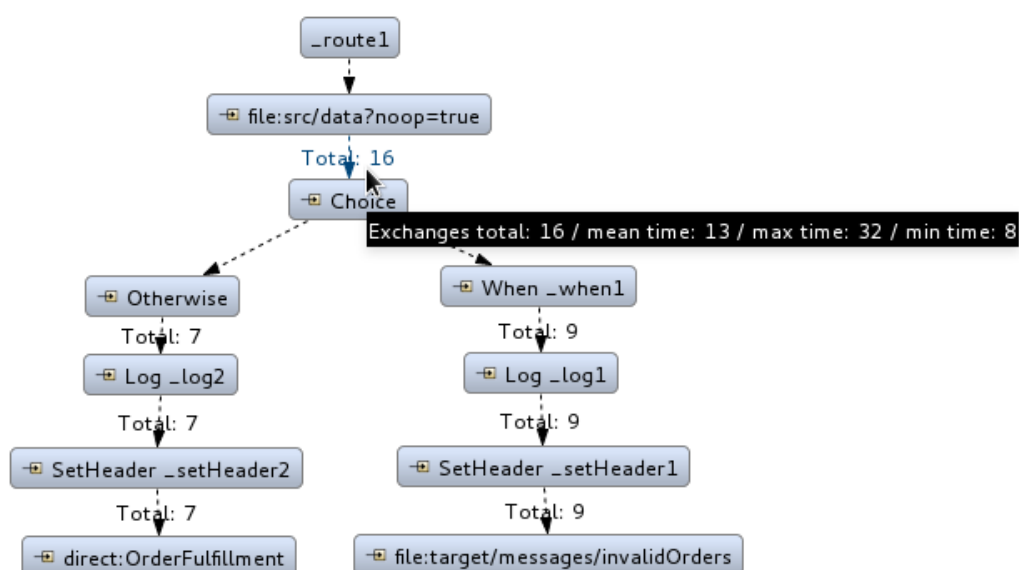 _route1
file:src/data?noop=true
Total: 16
Choice
Exchanges total: 16 / mean time: 13 / max time: 32 / min time: 8
Otherwise
When _when1
Total: 7
Total: 9
Log _log2
Log _log1
Total: 7
Total: 9
SetHeader _setHeader2
SetHeader _setHeader1
Total: 7
Total: 9
direct:OrderFulfillment
file:target/messages/invalidOrders